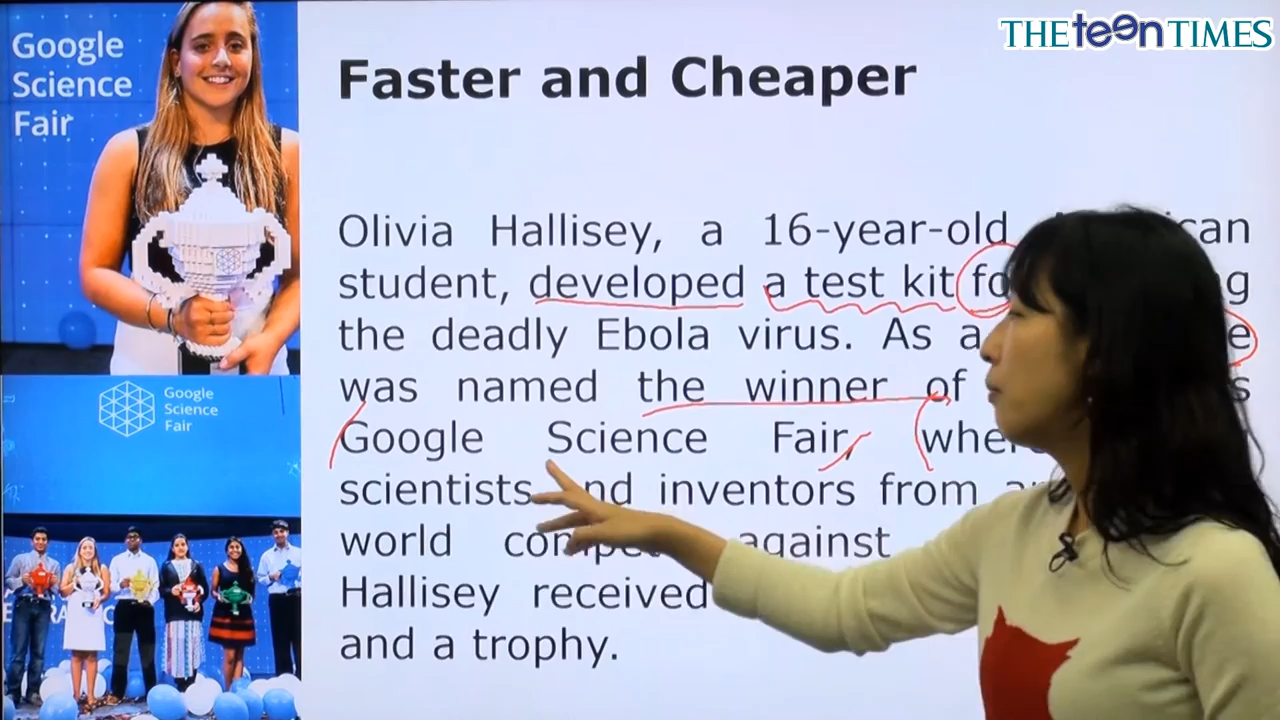 Google
Science
Fair
THE teen TIMES
Faster and Cheaper
Olivia Hallisey, a 16-year-old
student, developed a test kit
the deadly Ebola virus. As a
was named the winner of
Google Science Fair,
scientists and inventors from
world against
Hallisey received
and a trophy.
Google
Science
Fair